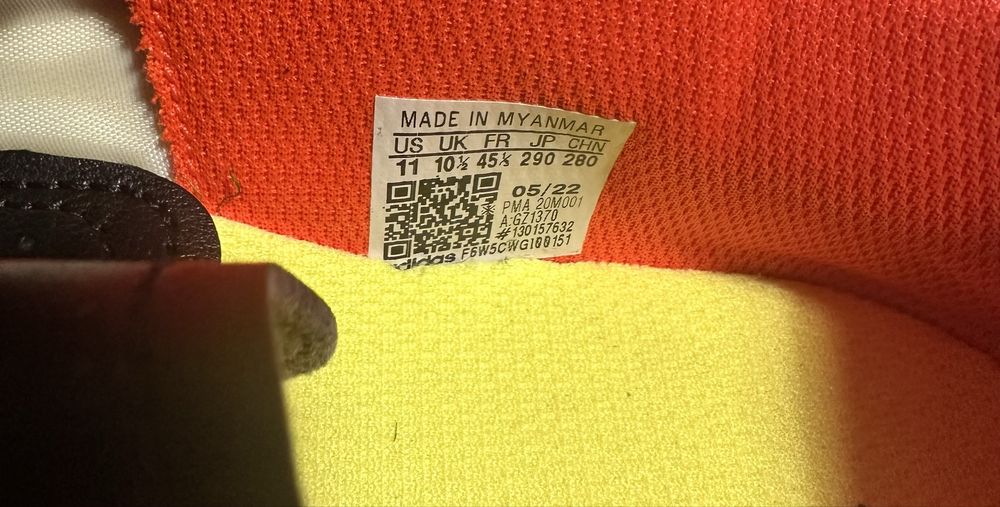 MADE IN MYANMAR
US UK FR JP CHN
11 10½ 45⅓ 290 280
05/22
PMA 20M001
A:GZ1370
#130157632
adidas F6W5CWGI00151